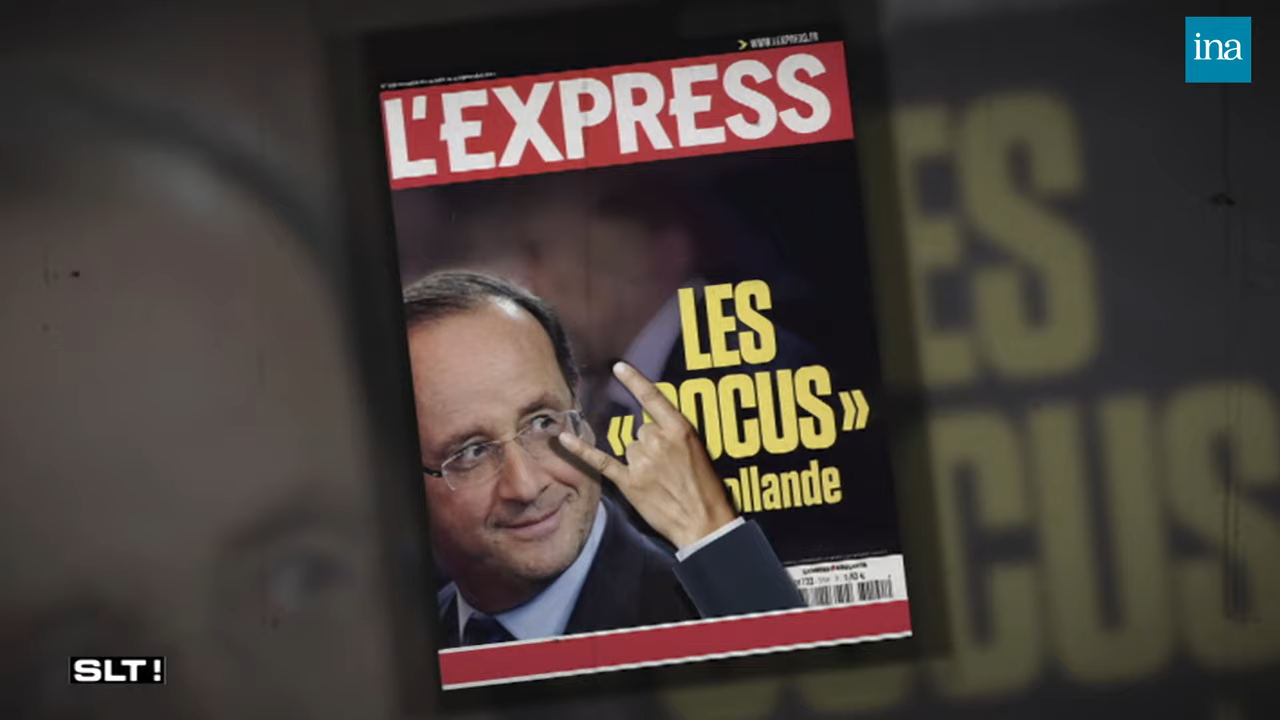 ina
WWW.LEXPRESS.FR
L'EXPRESS
LES
« OCUS »
ollande
SLT!